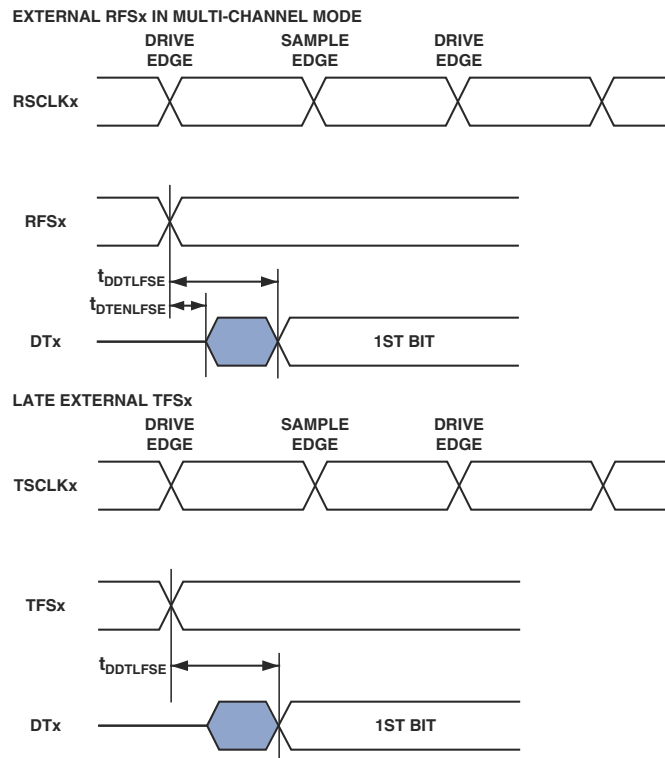 EXTERNAL RFSx IN MULTI-CHANNEL MODE
DRIVE EDGE
SAMPLE EDGE
DRIVE EDGE
RSCLKx
RFSx
tDDTLFSE
tDTENLFSE
DTx
1ST BIT
LATE EXTERNAL TFSx
DRIVE EDGE
SAMPLE EDGE
DRIVE EDGE
TSCLKx
TFSx
tDDTLFSE
DTx
1ST BIT